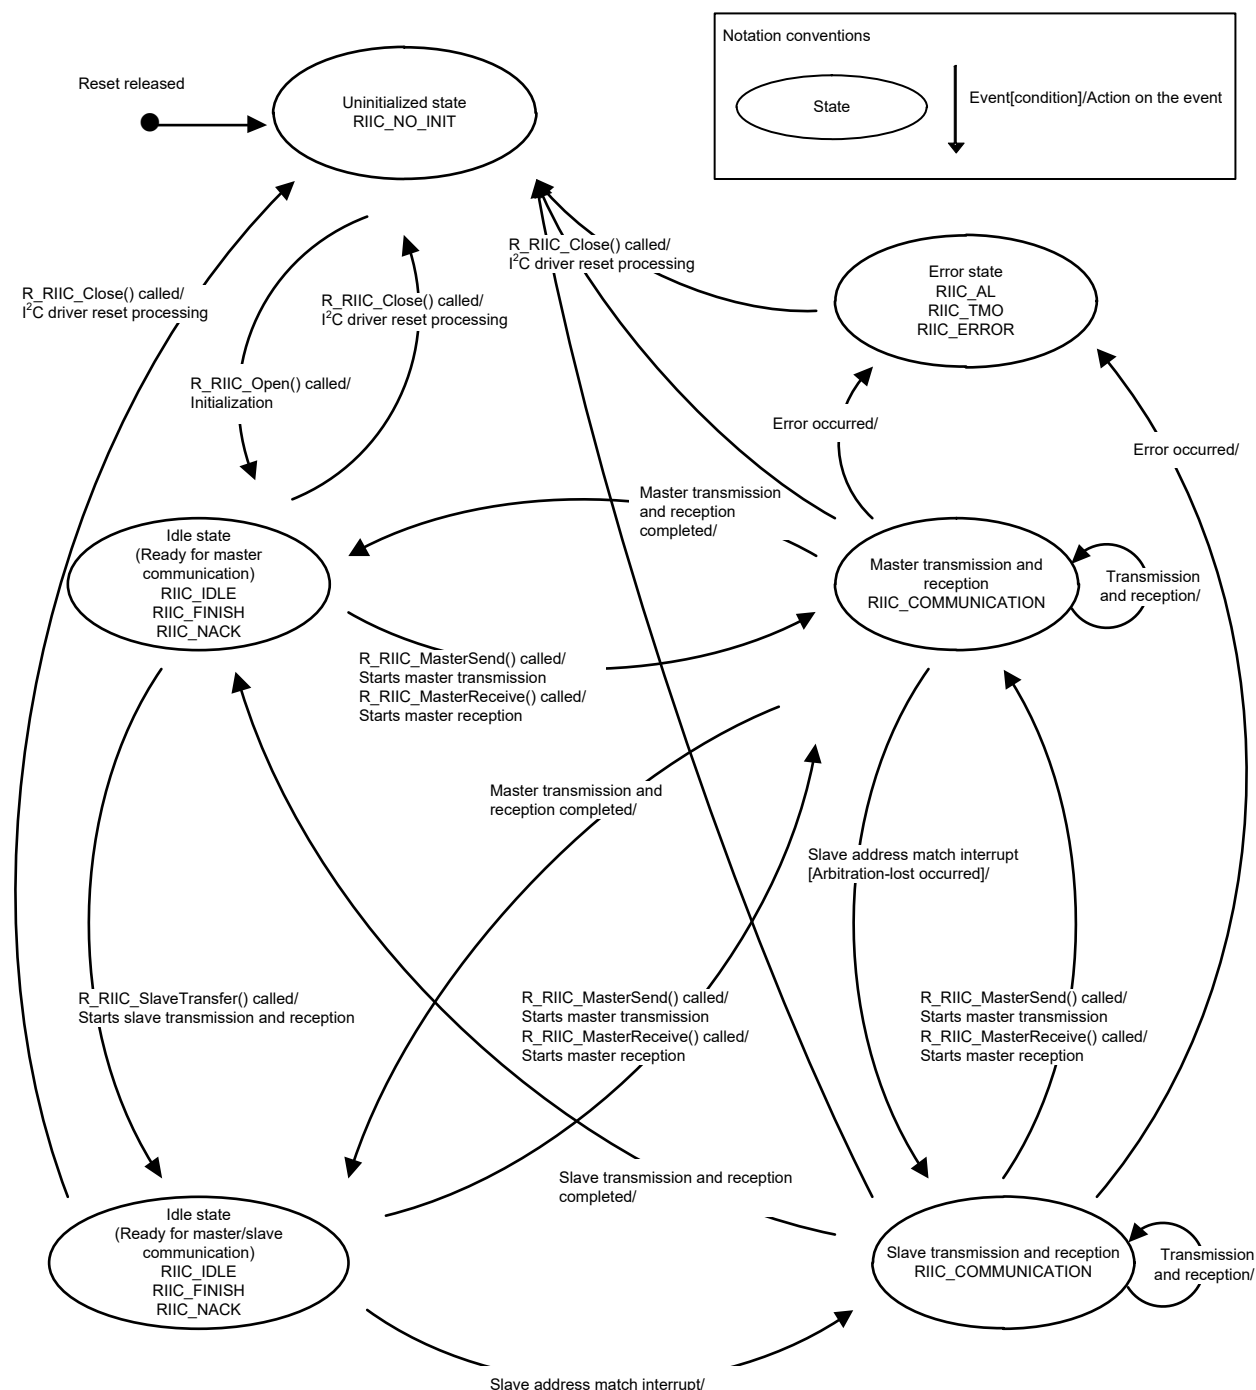 Notation conventions
State
Event[condition]/Action on the event
Reset released
Uninitialized state
RIIC_NO_INIT
R_RIIC_Close() called/
I²C driver reset processing
Error state
RIIC_AL
RIIC_TMO
RIIC_ERROR
R_RIIC_Close() called/
I²C driver reset processing
R_RIIC_Close() called/
I²C driver reset processing
R_RIIC_Open() called/
Initialization
Error occurred/
Error occurred/
Master transmission
and reception
completed/
Idle state
(Ready for master
communication)
RIIC_IDLE
RIIC_FINISH
RIIC_NACK
Master transmission and
reception
RIIC_COMMUNICATION
Transmission
and reception/
R_RIIC_MasterSend() called/
Starts master transmission
R_RIIC_MasterReceive() called/
Starts master reception
Master transmission and
reception completed/
Slave address match interrupt
[Arbitration-lost occurred]/
R_RIIC_SlaveTransfer() called/
Starts slave transmission and reception
R_RIIC_MasterSend() called/
Starts master transmission
R_RIIC_MasterReceive() called/
Starts master reception
R_RIIC_MasterSend() called/
Starts master transmission
R_RIIC_MasterReceive() called/
Starts master reception
Slave transmission and reception
completed/
Idle state
(Ready for master/slave
communication)
RIIC_IDLE
RIIC_FINISH
RIIC_NACK
Slave transmission and reception
RIIC_COMMUNICATION
Transmission
and reception/
Slave address match interrupt/